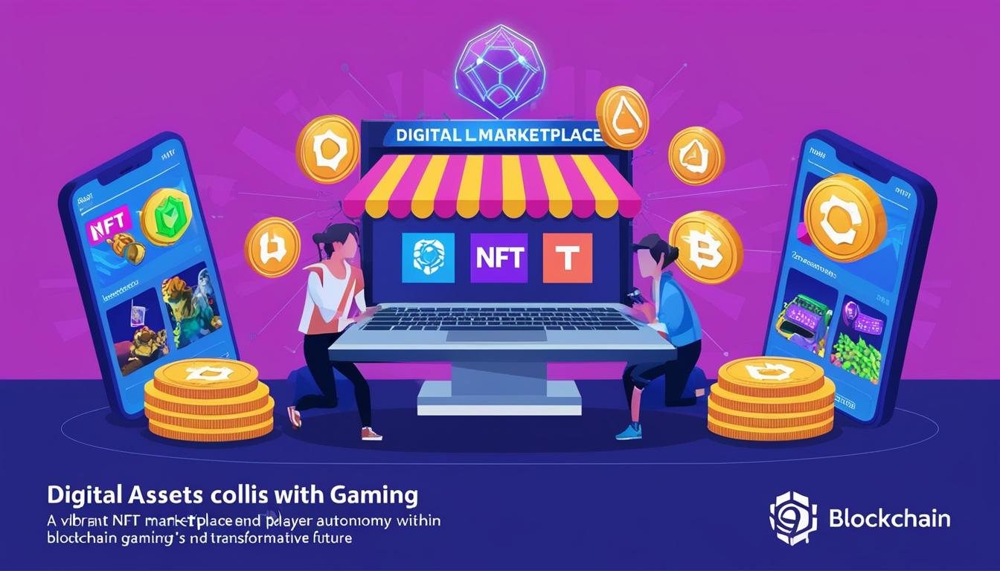 DIGITAL L MARKETPLACE
NFT
NFT
T
Digital Assets collis with Gaming
A vibrant NFT marketplace end player autonomy within
blockchain gaming's nd transformative future
Blockchain